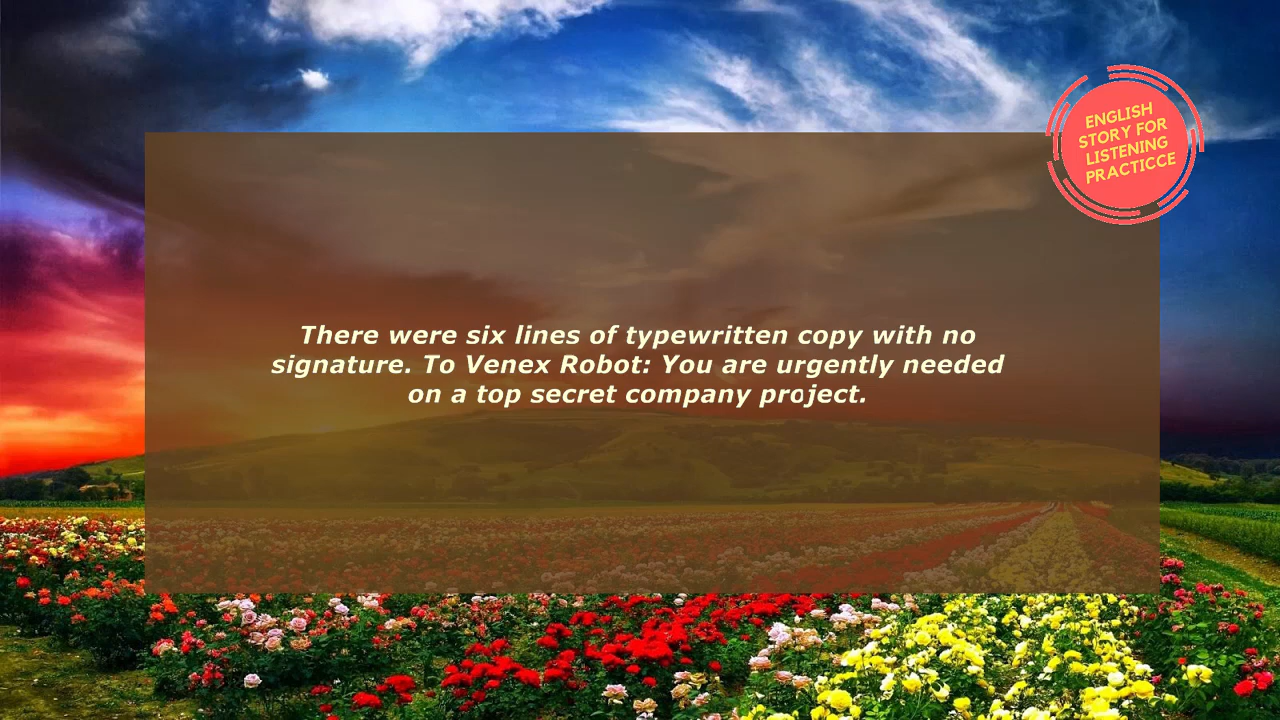 ENGLISH
STORY FOR
LISTENING
PRACTICCE
There were six lines of typewritten copy with no
signature. To Venex Robot: You are urgently needed
on a top secret company project.